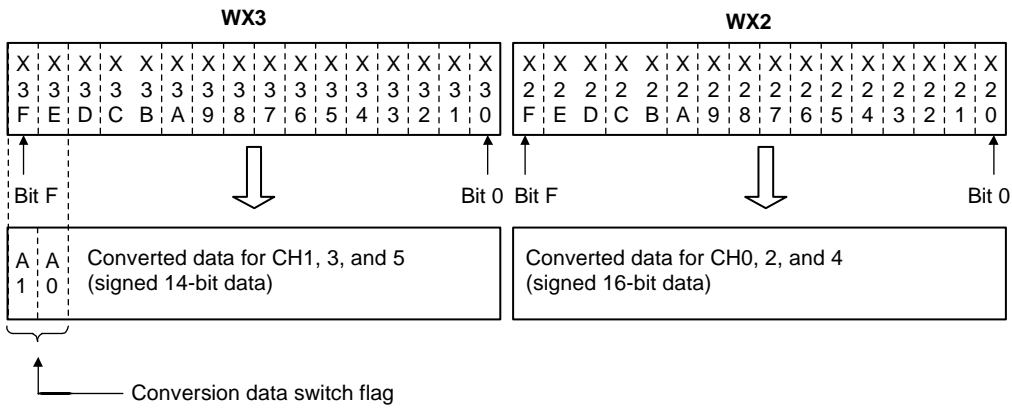 WX3
WX2
X X X X X X X X X X X X X X X X
3 3 3 3 3 3 3 3 3 3 3 3 3 3 3 3
F E D C B A 9 8 7 6 5 4 3 2 1 0
X X X X X X X X X X X X X X X X
2 2 2 2 2 2 2 2 2 2 2 2 2 2 2 2
F E D C B A 9 8 7 6 5 4 3 2 1 0
Bit F
Bit 0
Bit F
Bit 0
A A
1 0
Converted data for CH1, 3, and 5
(signed 14-bit data)
Converted data for CH0, 2, and 4
(signed 16-bit data)
Conversion data switch flag